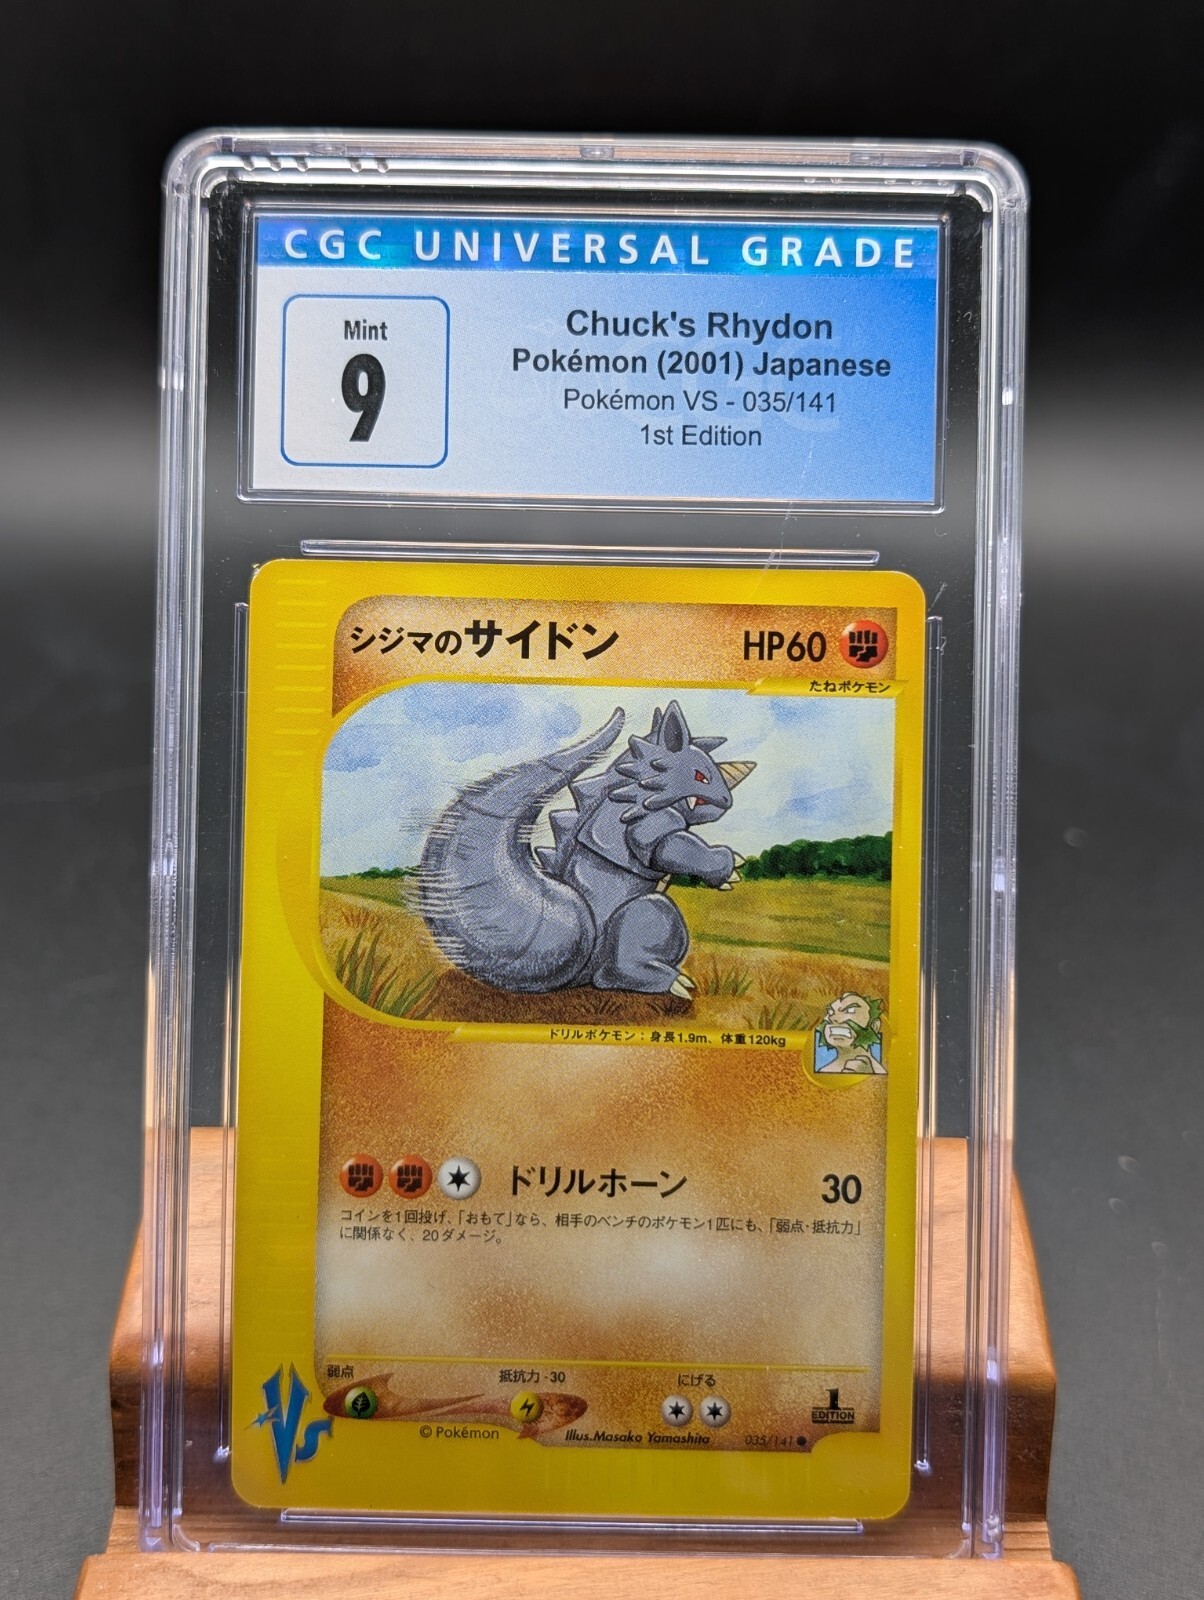 CGC UNIVERSAL GRADE
Mint
9
Chuck's Rhydon
Pokémon (2001) Japanese
Pokémon VS - 035/141
1st Edition
シジマのサイドン HP60
たねポケモン
ドリルポケモン：身長1.9m、体重120kg
ドリルホーン 30
コインを1回投げ、「おもて」なら、相手のベンチのポケモン1匹にも、「弱点・抵抗力」
に関係なく、20ダメージ。
弱点 抵抗力 -30 にげる
1
EDITION
VS
© Pokémon Illus.Masako Yamashita 035/141